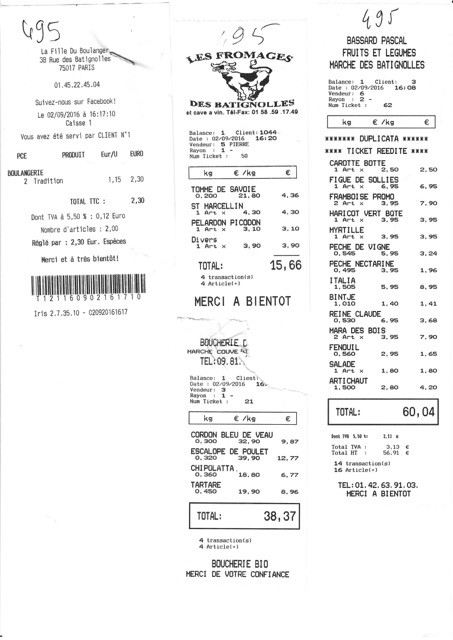 495
La Fille Du Boulanger
38 Rue des Batignolles
75017 PARIS
01.45.22.45.04
Suivez-nous sur Facebook!
Le 02/09/2016 à 16:17:10
Caisse 1
Vous avez été servi par CLIENT N°1
PCE PRODUIT Eur/U EURO
BOULANGERIE
2 Tradition 1,15 2,30
TOTAL TTC : 2,30
Dont TVA à 5,50 % : 0,12 Euro
Nombre d'articles : 2,00
Réglé par : 2,30 Eur. Espèces
Merci et à très bientôt!
1121160902161710
Iris 2.7.35.10 - 020920161617
495
LES FROMAGES
DES BATIGNOLLES
et cave a vin. Tél-Fax: 01 58 .59 .17.49
Balance: 1 Client:1044
Date : 02/09/2016 16:20
Vendeur: 5 PIERRE
Rayon : 1 -
Num Ticket : 50
kg € /kg €
TOMME DE SAVOIE
0,200 21,80 4,36
ST MARCELLIN
1 Art x 4,30 4,30
PELARDON PICODON
1 Art x 3,10 3,10
Divers
1 Art x 3,90 3,90
TOTAL: 15,66
4 transaction(s)
4 Article(s)
MERCI A BIENTOT
BOUCHERIE
MARCHE COUVE
TEL:09.81.
Balance: 1 Client:
Date : 02/09/2016 16:
Vendeur: 3
Rayon : 1 -
Num Ticket : 21
kg € /kg €
CORDON BLEU DE VEAU
0,300 32,90 9,87
ESCALOPE DE POULET
0,320 39,90 12,77
CHIPOLATTA
0,360 18,80 6,77
TARTARE
0,450 19,90 8,96
TOTAL: 38,37
4 transaction(s)
4 Article(s)
BOUCHERIE BIO
MERCI DE VOTRE CONFIANCE
495
BASSARD PASCAL
FRUITS ET LEGUMES
MARCHE DES BATIGNOLLES
Balance: 1 Client: 3
Date : 02/09/2016 16:08
Vendeur: 6
Rayon : 2 -
Num Ticket : 62
kg € /kg €
******* DUPLICATA ******
**** TICKET REEDITE ****
CAROTTE BOTTE
1 Art x 2,50 2,50
FIGUE DE SOLLIES
1 Art x 6,95 6,95
FRAMBOISE PROMO
2 Art x 3,95 7,90
HARICOT VERT BOTE
1 Art x 3,95 3,95
MYRTILLE
1 Art x 3,95 3,95
PECHE DE VIGNE
0,545 5,95 3,24
PECHE NECTARINE
0,495 3,95 1,96
ITALIA
1,505 5,95 8,95
BINTJE
1,010 1,40 1,41
REINE CLAUDE
0,530 6,95 3,68
MARA DES BOIS
2 Art x 3,95 7,90
FENOUIL
0,560 2,95 1,65
SALADE
1 Art x 1,80 1,80
ARTICHAUT
1,500 2,80 4,20
TOTAL: 60,04
Dont TVA 5,50 %: 3,13 €
Total TVA : 3,13 €
Total HT : 56,91 €
14 transaction(s)
16 Article(s)
TEL:01.42.63.91.03.
MERCI A BIENTOT